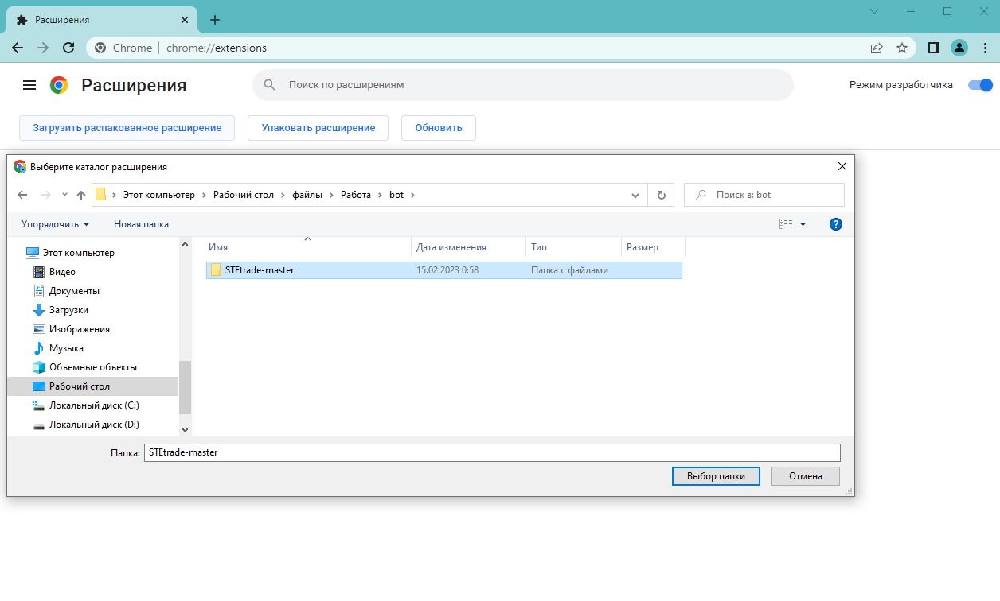 Расширения
Chrome chrome://extensions
Расширения
Поиск по расширениям
Режим разработчика
Загрузить распакованное расширение
Упаковать расширение
Обновить
Выберите каталог расширения
Этот компьютер › Рабочий стол › файлы › Работа › bot ›
Поиск в: bot
Упорядочить
Новая папка
Имя Дата изменения Тип Размер
STEtrade-master 15.02.2023 0:58 Папка с файлами
Этот компьютер
Видео
Документы
Загрузки
Изображения
Музыка
Объемные объекты
Рабочий стол
Локальный диск (C:)
Локальный диск (D:)
Папка: STEtrade-master
Выбор папки
Отмена